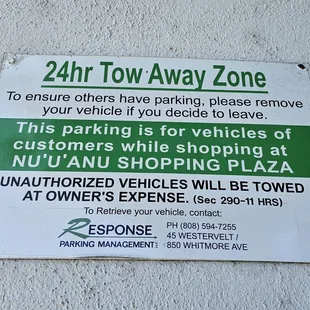 24hr Tow Away Zone
To ensure others have parking, please remove
your vehicle if you decide to leave.
This parking is for vehicles of
customers while shopping at
NU'U'ANU SHOPPING PLAZA
UNAUTHORIZED VEHICLES WILL BE TOWED
AT OWNER'S EXPENSE. (Sec 290-11 HRS)
To Retrieve your vehicle, contact:
RESPONSE
PARKING MANAGEMENT
PH (808) 594-7255
45 WESTERVELT /
850 WHITMORE AVE